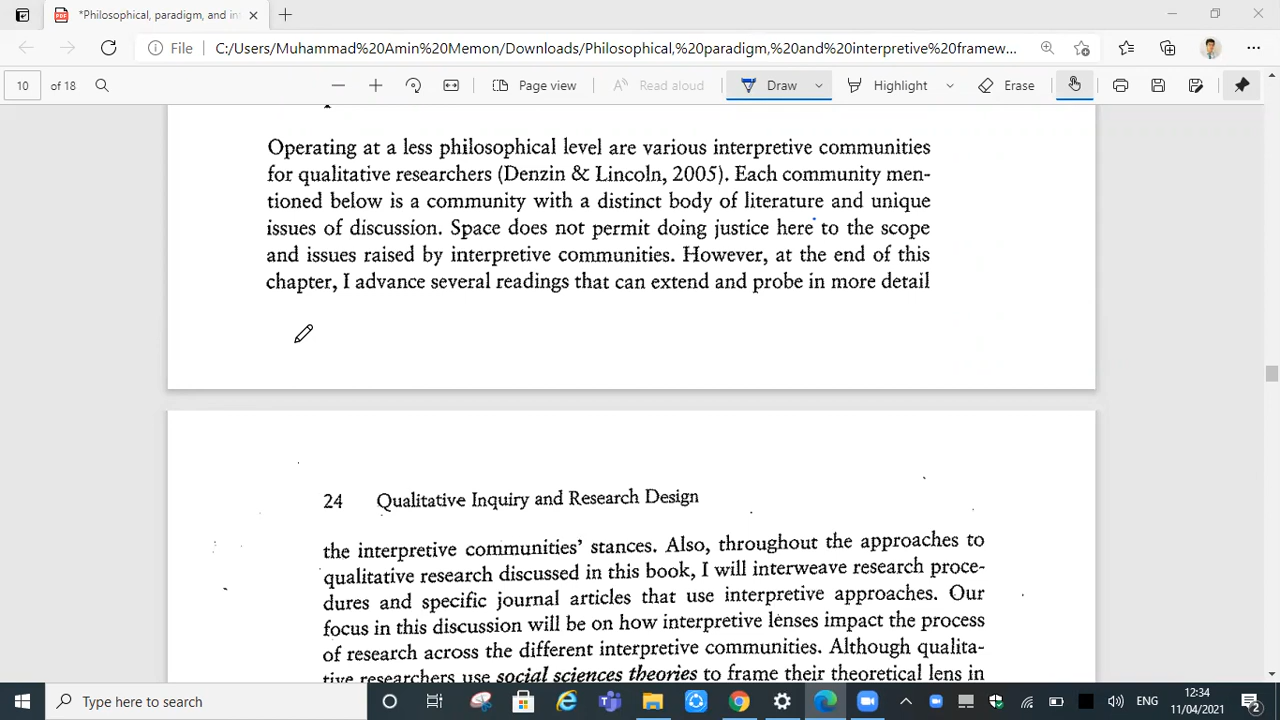 *Philosophical, paradigm, and in
File
C:/Users/Muhammad%20Amin%20Memon/Downloads/Philosophical,%20paradigm,%20and%20interpretive%20framew...
10 of 18
Page view
Read aloud
Draw
Highlight
Erase
Operating at a less philosophical level are various interpretive communities
for qualitative researchers (Denzin & Lincoln, 2005). Each community men-
tioned below is a community with a distinct body of literature and unique
issues of discussion. Space does not permit doing justice here to the scope
and issues raised by interpretive communities. However, at the end of this
chapter, I advance several readings that can extend and probe in more detail
24 Qualitative Inquiry and Research Design
the interpretive communities' stances. Also, throughout the approaches to
qualitative research discussed in this book, I will interweave research proce-
dures and specific journal articles that use interpretive approaches. Our
focus in this discussion will be on how interpretive lenses impact the process
of research across the different interpretive communities. Although qualita-
tive researchers use social sciences theories to frame their theoretical lens in
Type here to search
ENG
12:34
11/04/2021
2